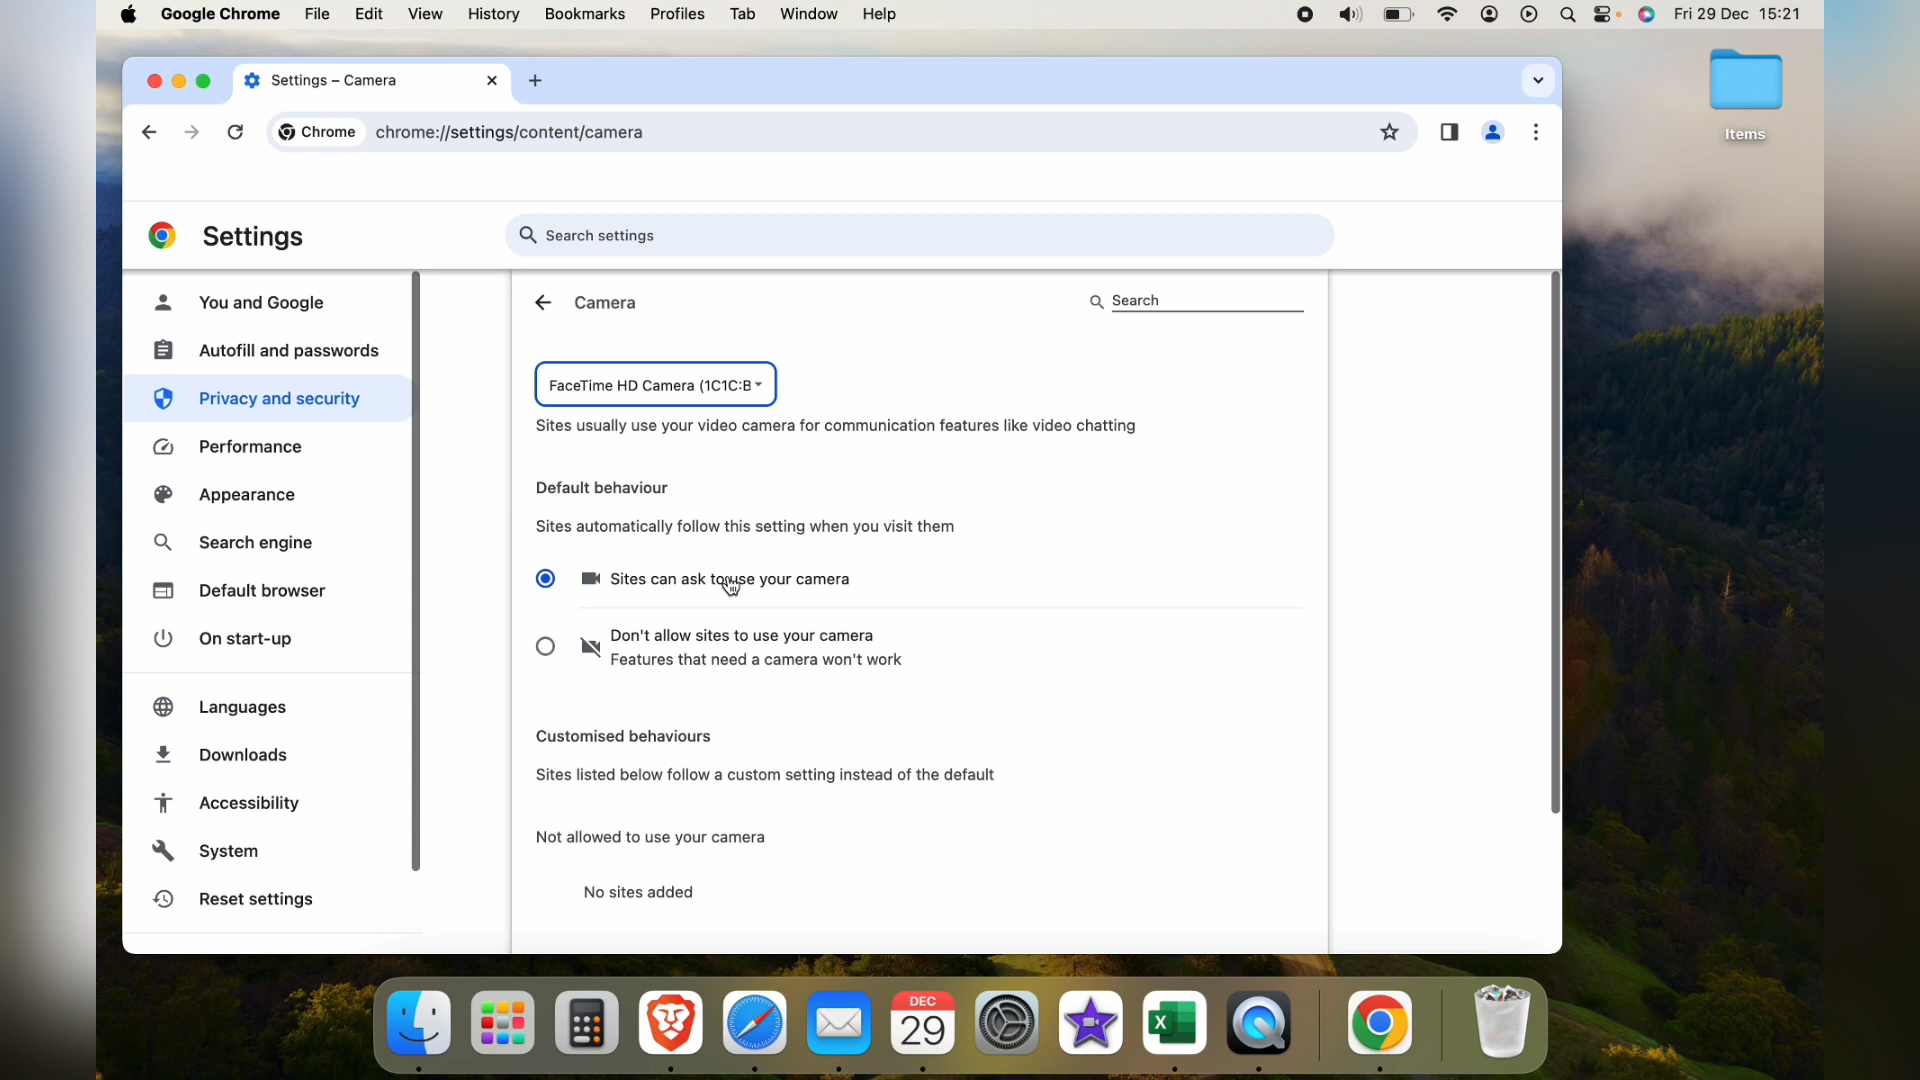 Google Chrome File Edit View History Bookmarks Profiles Tab Window Help Fri 29 Dec 15:21
Settings – Camera
Chrome chrome://settings/content/camera
Items
Settings
Search settings
You and Google
Autofill and passwords
Privacy and security
Performance
Appearance
Search engine
Default browser
On start-up
Languages
Downloads
Accessibility
System
Reset settings
Camera
Search
FaceTime HD Camera (1C1C:B
Sites usually use your video camera for communication features like video chatting
Default behaviour
Sites automatically follow this setting when you visit them
Sites can ask to use your camera
Don't allow sites to use your camera
Features that need a camera won't work
Customised behaviours
Sites listed below follow a custom setting instead of the default
Not allowed to use your camera
No sites added
DEC
29
X